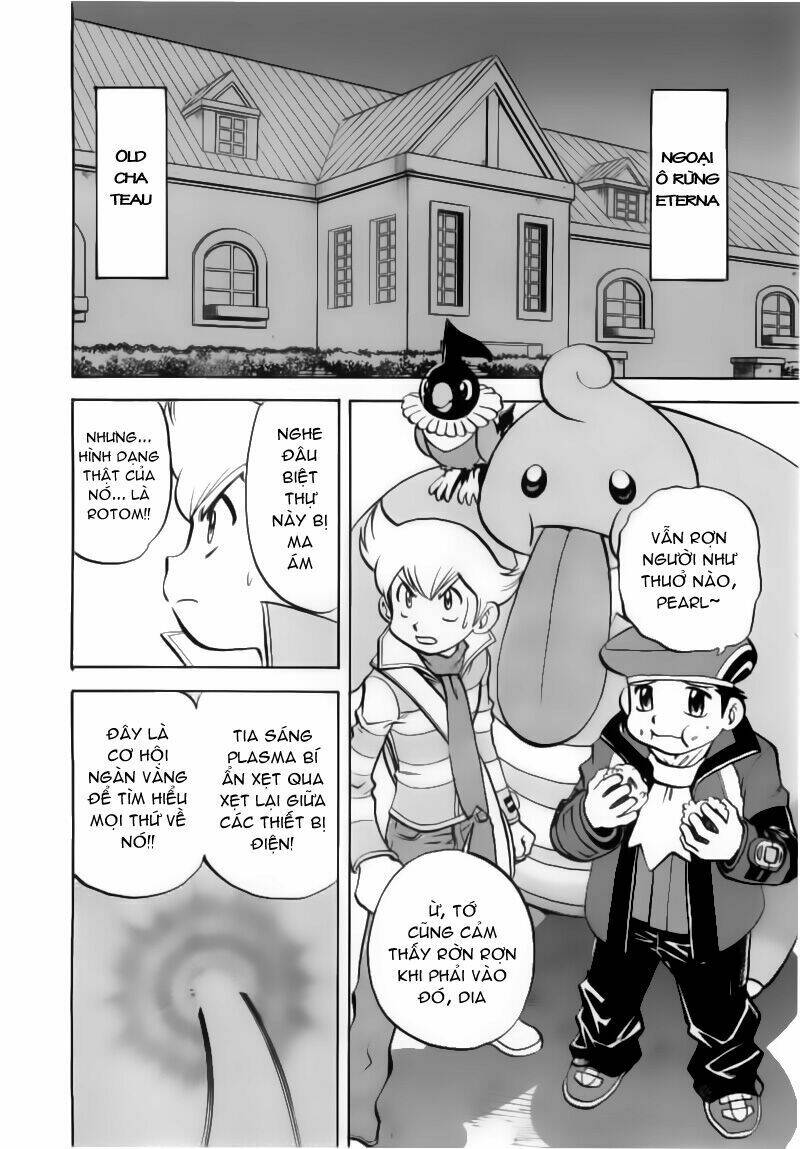 NGOẠI
Ô RỪNG
ETERNA
OLD
CHA
TEAU
VẪN RỢN
NGƯỜI NHƯ
THUỞ NÀO,
PEARL~
Ừ, TỚ
CŨNG CẢM
THẤY RỜN RỢN
KHI PHẢI VÀO
ĐÓ, DIA
NGHE
ĐÂU
BIỆT
THỰ
NÀY BỊ
MA
ÁM
NHƯNG...
HÌNH DẠNG
THẬT CỦA
NÓ... LÀ
ROTOM!!
TIA SÁNG
PLASMA BÍ
ẨN XẸT QUA
XẸT LẠI GIỮA
CÁC THIẾT BỊ
ĐIỆN!
ĐÂY LÀ
CƠ HỘI
NGÀN VÀNG
ĐỂ TÌM HIỂU
MỌI THỨ VỀ
NÓ!!